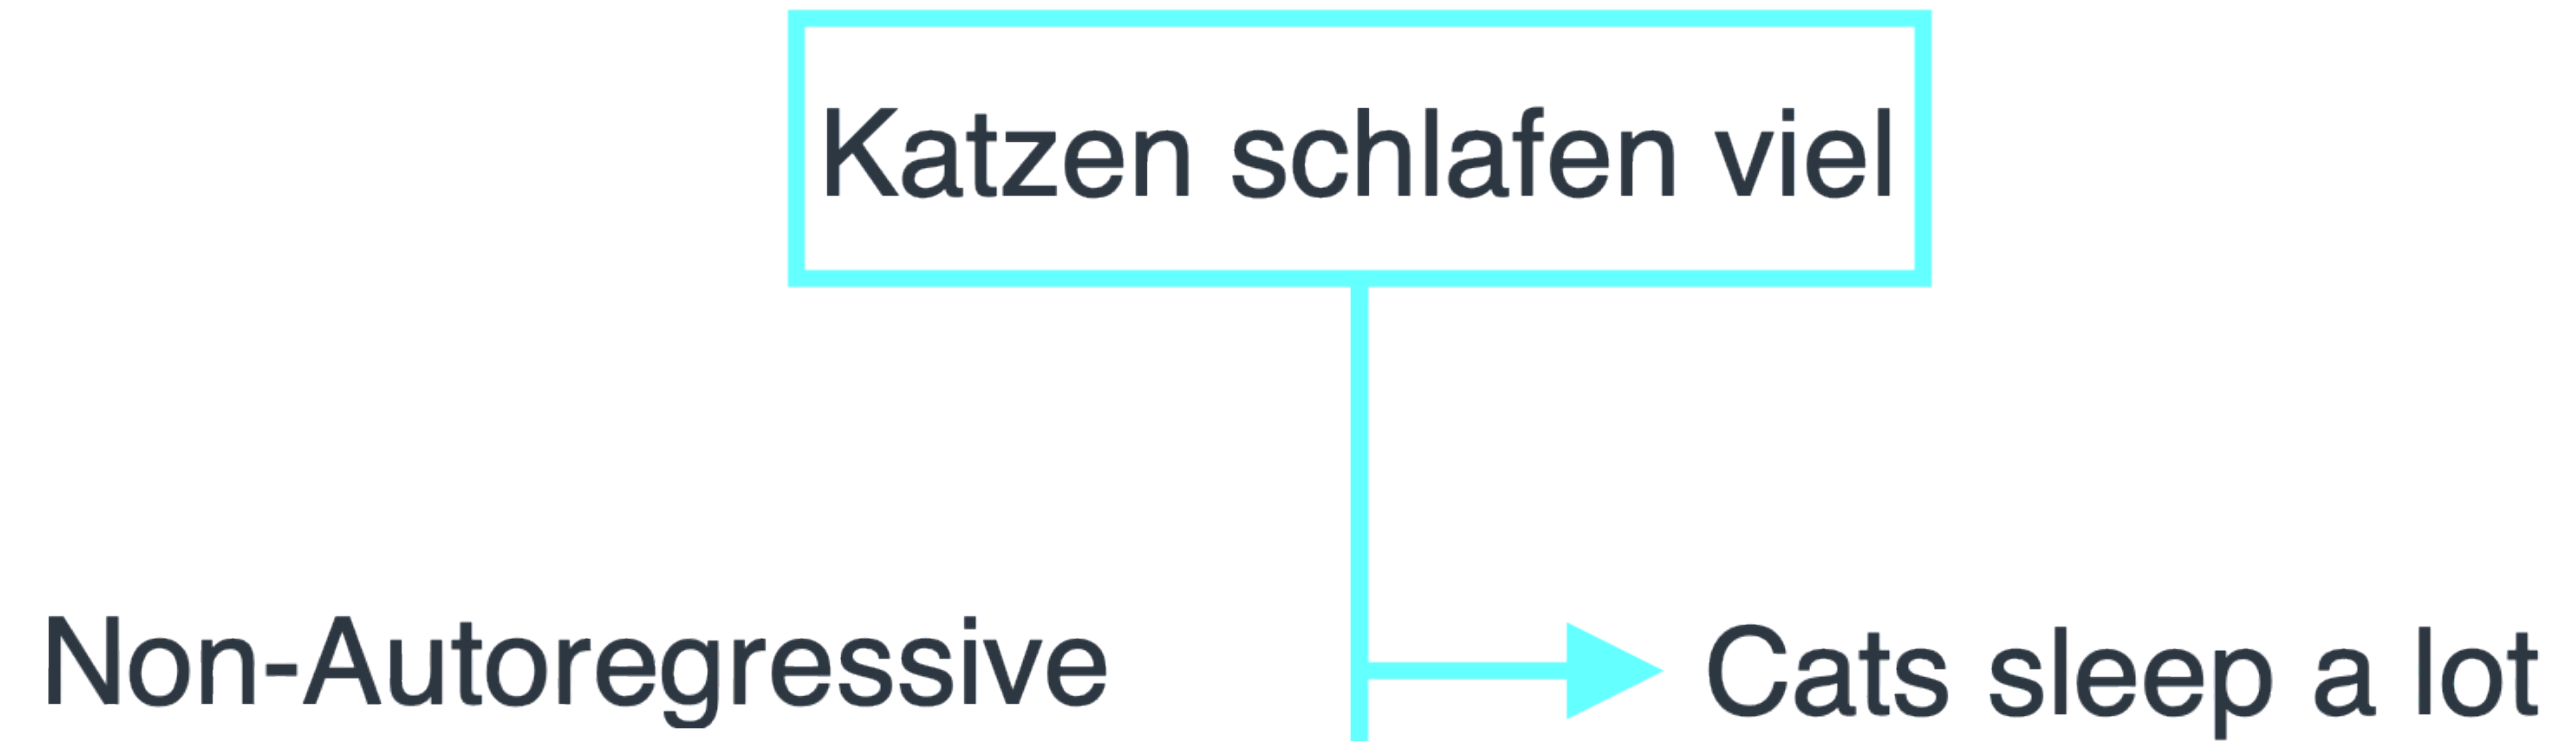 Katzen schlafen viel
Non-Autoregressive
Cats sleep a lot